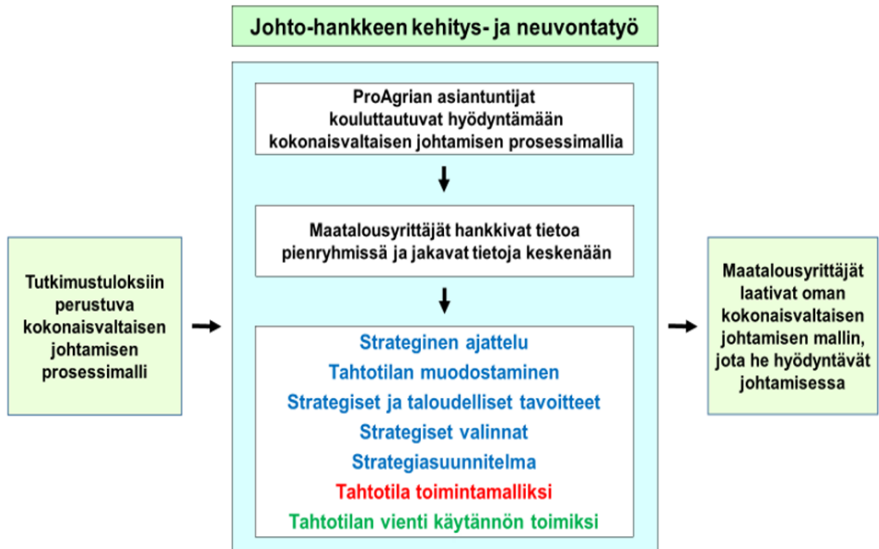 Johto-hankkeen kehitys- ja neuvontatyö
Tutkimustuloksiin
perustuva
kokonaisvaltaisen
johtamisen
prosessimalli
ProAgrian asiantuntijat
kouluttautuvat hyödyntämään
kokonaisvaltaisen johtamisen prosessimallia
Maatalousyrittäjät hankkivat tietoa
pienryhmissä ja jakavat tietoja keskenään
Strateginen ajattelu
Tahtotilan muodostaminen
Strategiset ja taloudelliset tavoitteet
Strategiset valinnat
Strategiasuunnitelma
Tahtotila toimintamalliksi
Tahtotilan vienti käytännön toimiksi
Maatalousyrittäjät
laativat oman
kokonaisvaltaisen
johtamisen mallin,
jota he hyödyntävät
johtamisessa